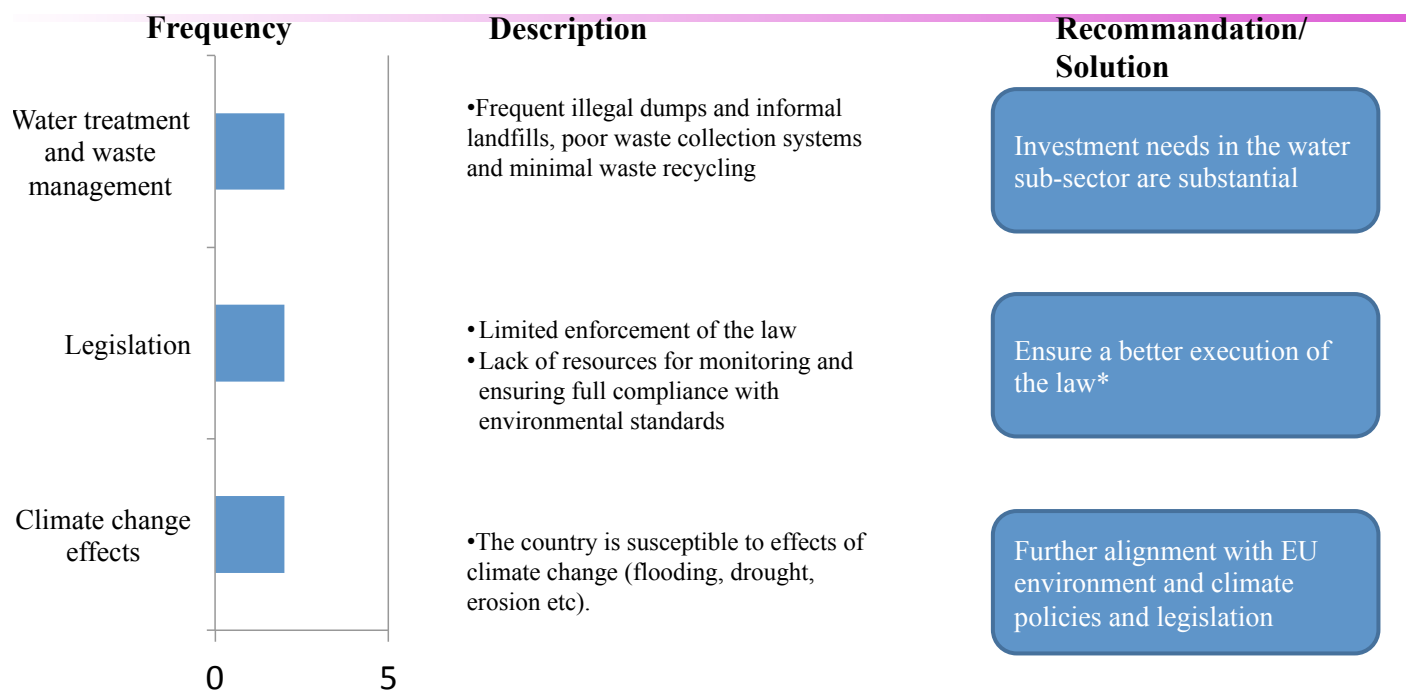 Frequency
Description
Recommandation/
Solution
Water treatment
and waste
management
•Frequent illegal dumps and informal
landfills, poor waste collection systems
and minimal waste recycling
Investment needs in the water
sub-sector are substantial
Legislation
•Limited enforcement of the law
•Lack of resources for monitoring and
ensuring full compliance with
environmental standards
Ensure a better execution of
the law*
Climate change
effects
•The country is susceptible to effects of
climate change (flooding, drought,
erosion etc).
Further alignment with EU
environment and climate
policies and legislation
0
5